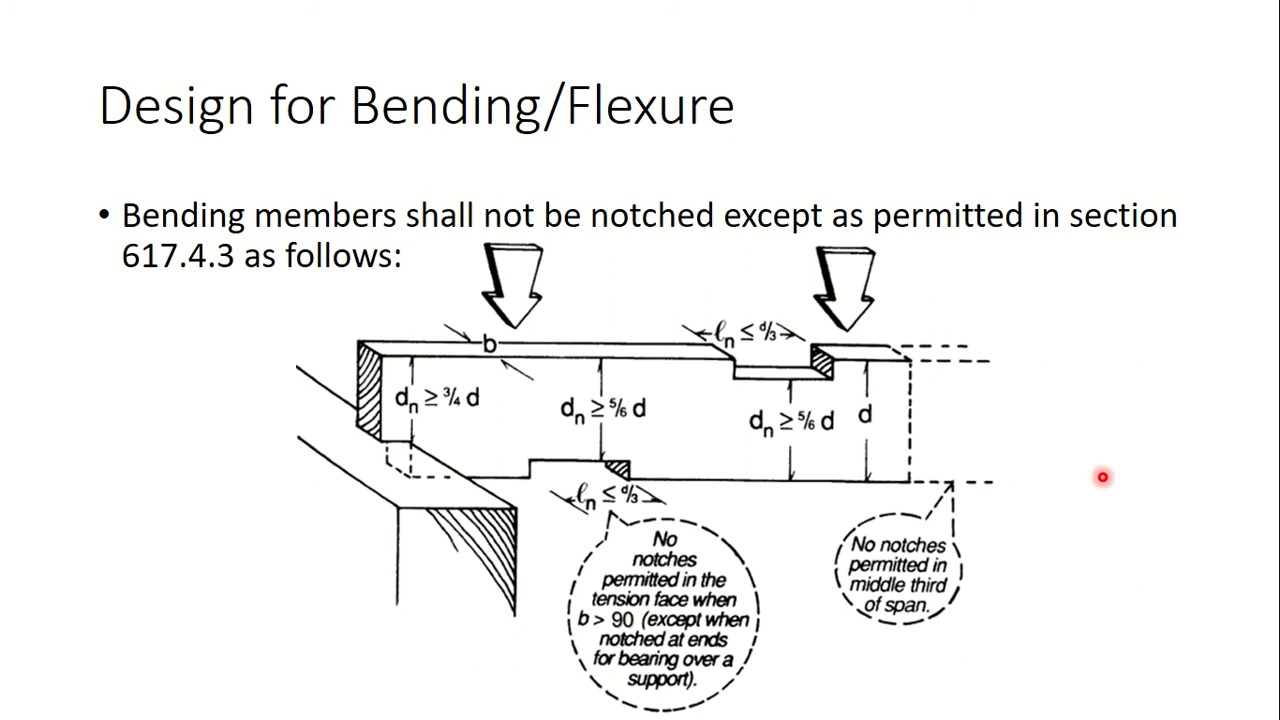 Design for Bending/Flexure
• Bending members shall not be notched except as permitted in section
617.4.3 as follows:
b
ℓn ≤ d/3
dn ≥ 3/4 d
dn ≥ 5/6 d
dn ≥ 5/6 d
d
ℓn ≤ d/3
No
notches
permitted in the
tension face when
b > 90 (except when
notched at ends
for bearing over a
support).
No notches
permitted in
middle third
of span.